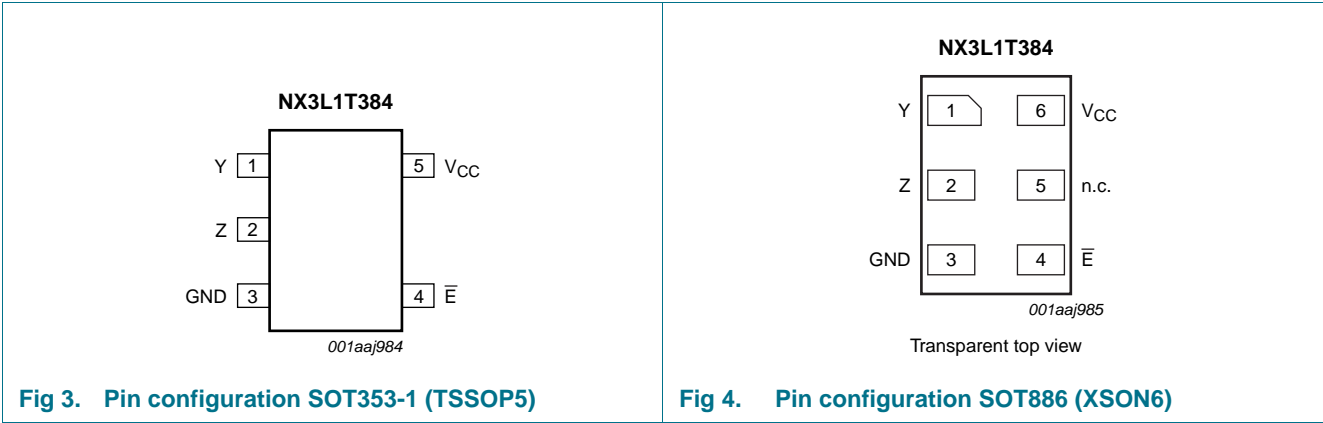 NX3L1T384
Y 1
5 VCC
Z 2
GND 3
4 E̅
001aaj984
Fig 3. Pin configuration SOT353-1 (TSSOP5)
NX3L1T384
Y 1
6 VCC
Z 2
5 n.c.
GND 3
4 E̅
001aaj985
Transparent top view
Fig 4. Pin configuration SOT886 (XSON6)